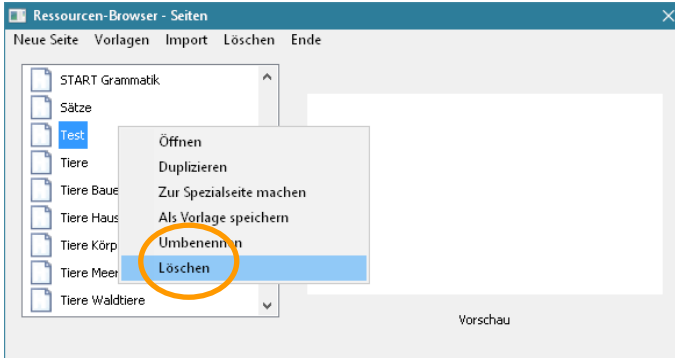 Ressourcen-Browser - Seiten
Neue Seite Vorlagen Import Löschen Ende
START Grammatik
Sätze
Test
Tiere
Tiere Baue
Tiere Haus
Tiere Körp
Tiere Meer
Tiere Waldtiere
Öffnen
Duplizieren
Zur Spezialseite machen
Als Vorlage speichern
Umbenennen
Löschen
Vorschau